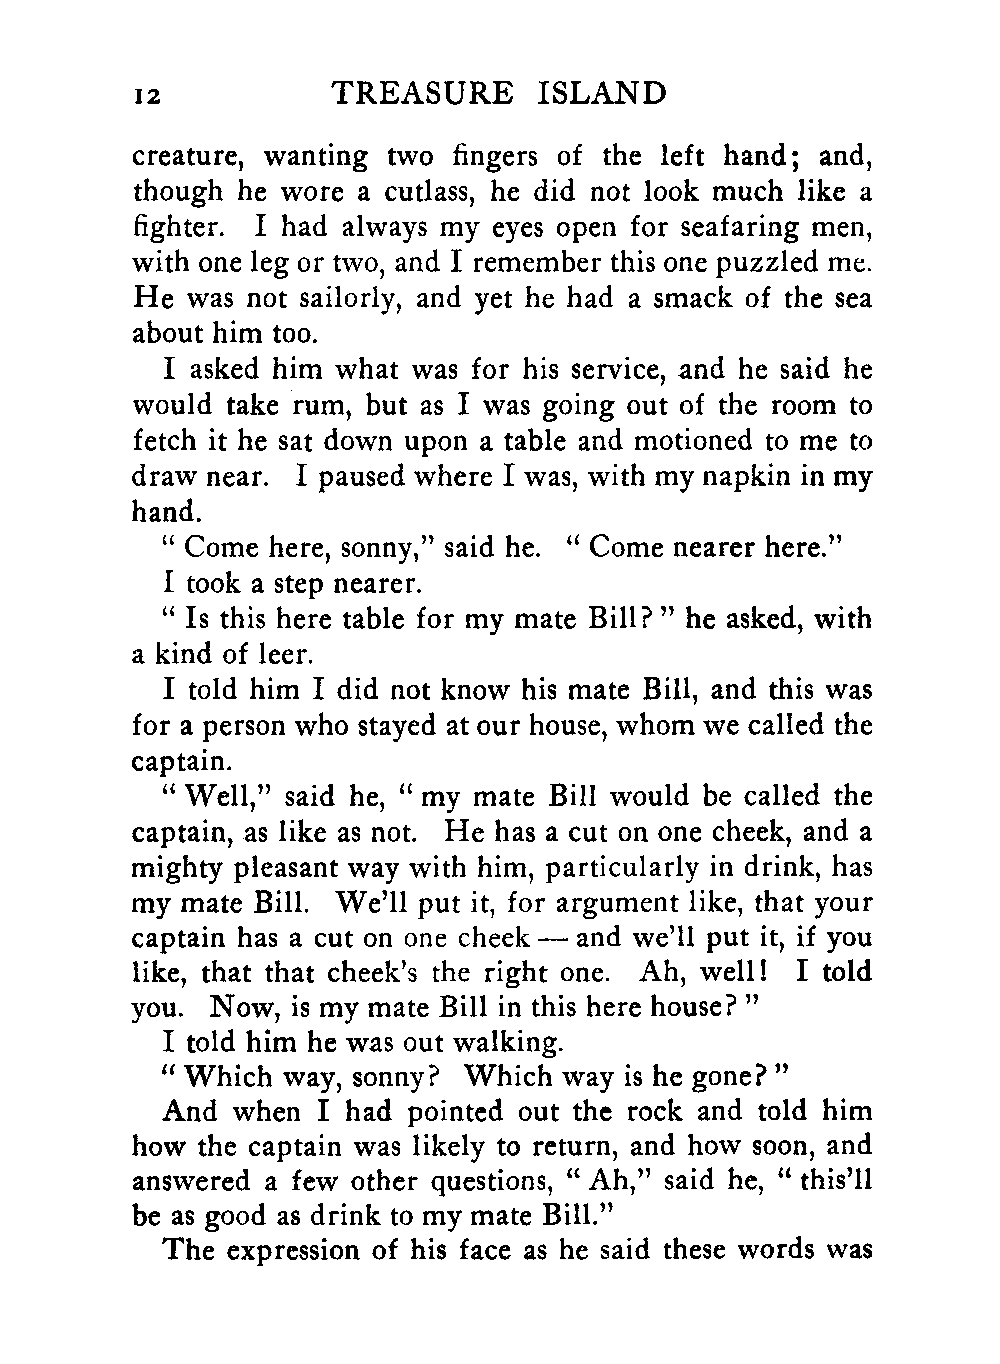 12 TREASURE ISLAND
creature, wanting two fingers of the left hand; and,
though he wore a cutlass, he did not look much like a
fighter. I had always my eyes open for seafaring men,
with one leg or two, and I remember this one puzzled me.
He was not sailorly, and yet he had a smack of the sea
about him too.
I asked him what was for his service, and he said he
would take rum, but as I was going out of the room to
fetch it he sat down upon a table and motioned to me to
draw near. I paused where I was, with my napkin in my
hand.
“ Come here, sonny,” said he. “ Come nearer here.”
I took a step nearer.
“ Is this here table for my mate Bill? ” he asked, with
a kind of leer.
I told him I did not know his mate Bill, and this was
for a person who stayed at our house, whom we called the
captain.
“ Well,” said he, “ my mate Bill would be called the
captain, as like as not. He has a cut on one cheek, and a
mighty pleasant way with him, particularly in drink, has
my mate Bill. We’ll put it, for argument like, that your
captain has a cut on one cheek — and we’ll put it, if you
like, that that cheek’s the right one. Ah, well! I told
you. Now, is my mate Bill in this here house? ”
I told him he was out walking.
“ Which way, sonny? Which way is he gone? ”
And when I had pointed out the rock and told him
how the captain was likely to return, and how soon, and
answered a few other questions, “ Ah,” said he, “ this’ll
be as good as drink to my mate Bill.”
The expression of his face as he said these words was